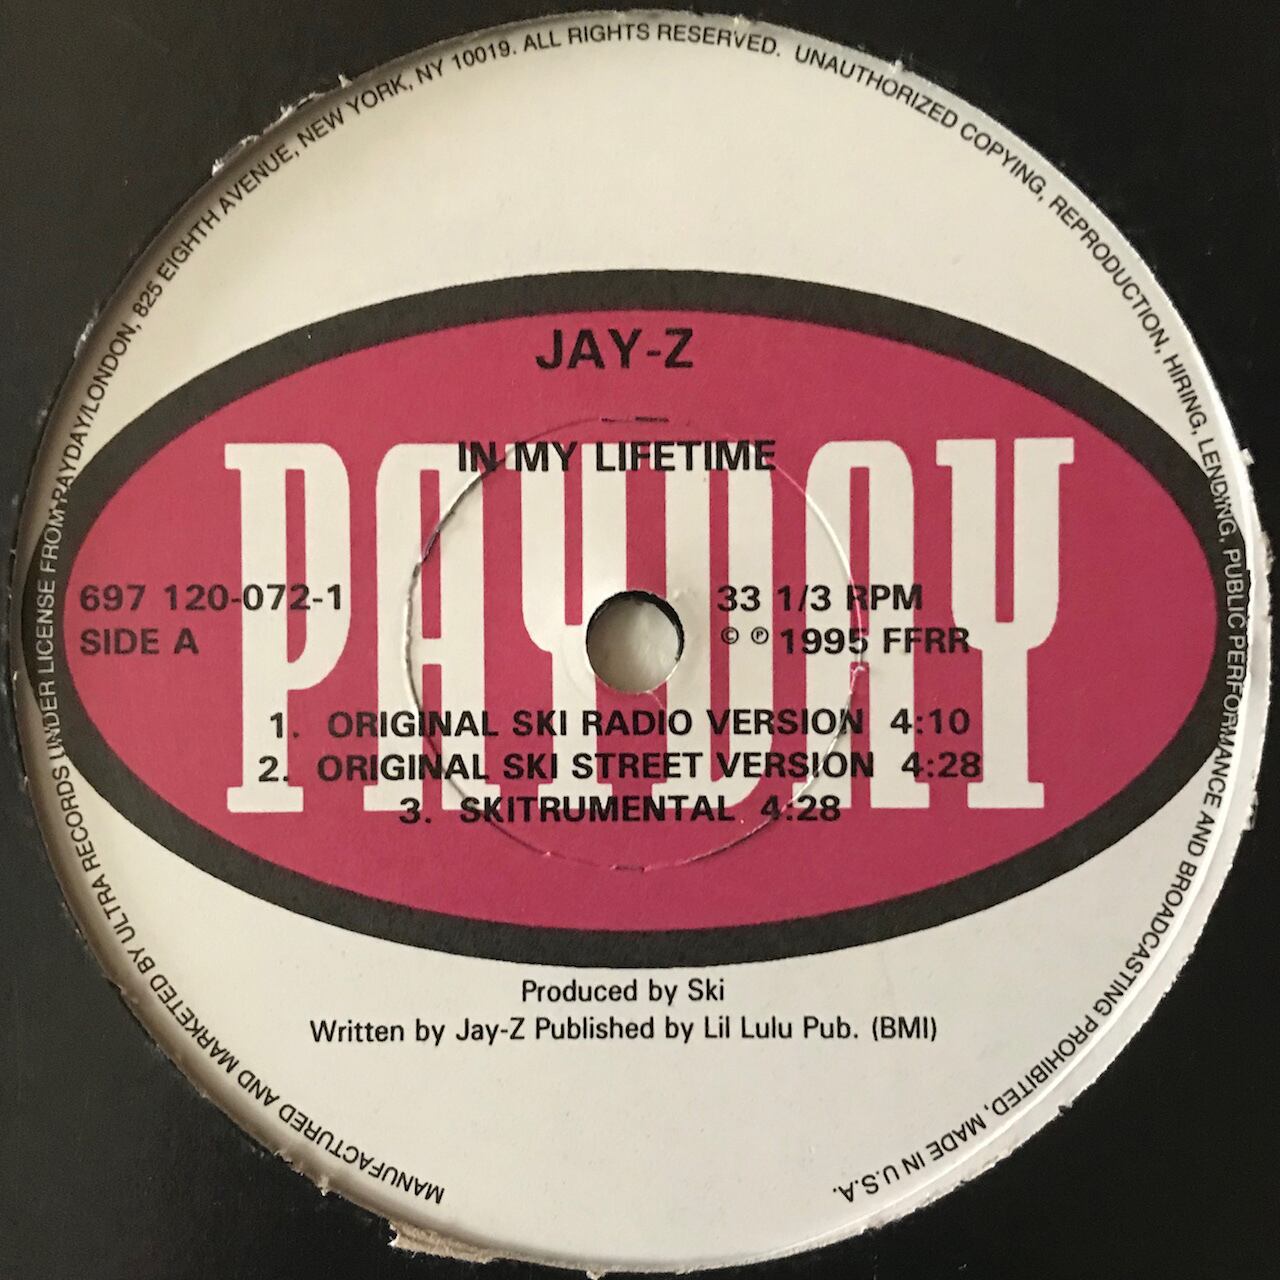 MANUFACTURED AND MARKETED BY ULTRA RECORDS UNDER LICENSE FROM PAYDAY/LONDON, 825 EIGHTH AVENUE, NEW YORK, NY 10019. ALL RIGHTS RESERVED. UNAUTHORIZED COPYING, REPRODUCTION, HIRING, LENDING, PUBLIC PERFORMANCE AND BROADCASTING PROHIBITED, MADE IN U.S.A.
JAY-Z
IN MY LIFETIME
PAYDAY
697 120-072-1
SIDE A
33 1/3 RPM
© ℗ 1995 FFRR
1. ORIGINAL SKI RADIO VERSION 4:10
2. ORIGINAL SKI STREET VERSION 4:28
3. SKITRUMENTAL 4:28
Produced by Ski
Written by Jay-Z Published by Lil Lulu Pub. (BMI)